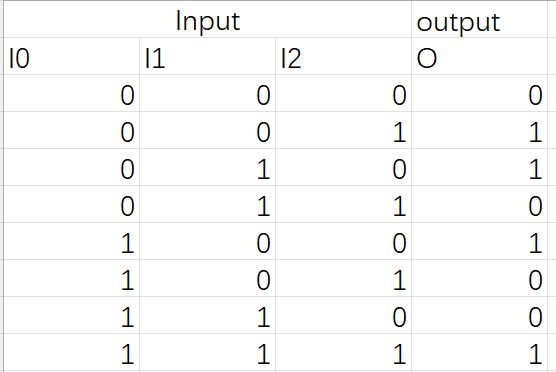 Input output
I0 I1 I2 O
0 0 0 0
0 0 1 1
0 1 0 1
0 1 1 0
1 0 0 1
1 0 1 0
1 1 0 0
1 1 1 1